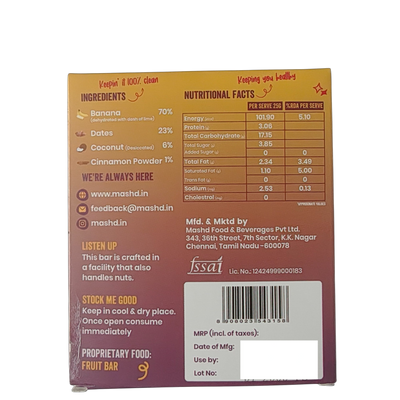 Keepin' it 100% clean
INGREDIENTS
Banana 70%
(dehydrated with dash of lime)
Dates 23%
Coconut (Desiccated) 6%
Cinnamon Powder 1%
WE'RE ALWAYS HERE
www.mashd.in
feedback@mashd.in
mashd.in
LISTEN UP
This bar is crafted in
a facility that also
handles nuts.
STOCK ME GOOD
Keep in cool & dry place.
Once open consume
immediately
PROPRIETARY FOOD:
FRUIT BAR
Keeping you healthy
NUTRITIONAL FACTS
PER SERVE 25G %RDA PER SERVE
Energy 101.90 5.10
Protein 3.06
Total Carbohydrate 17.15
Total Sugar 3.85
Added Sugar 0 0
Total Fat 2.34 3.49
Saturated Fat 1.10 5.00
Trans Fat 0 0
Sodium (mg) 2.53 0.13
Cholestrol 0 0
Mfd. & Mktd by
Mashd Food & Beverages Pvt Ltd.
343, 36th Street, 7th Sector, K.K. Nagar
Chennai, Tamil Nadu -600078
fssai
Lic. No.: 12424999000183
MRP (incl. of taxes):
Date of Mfg:
Use by:
Lot No: